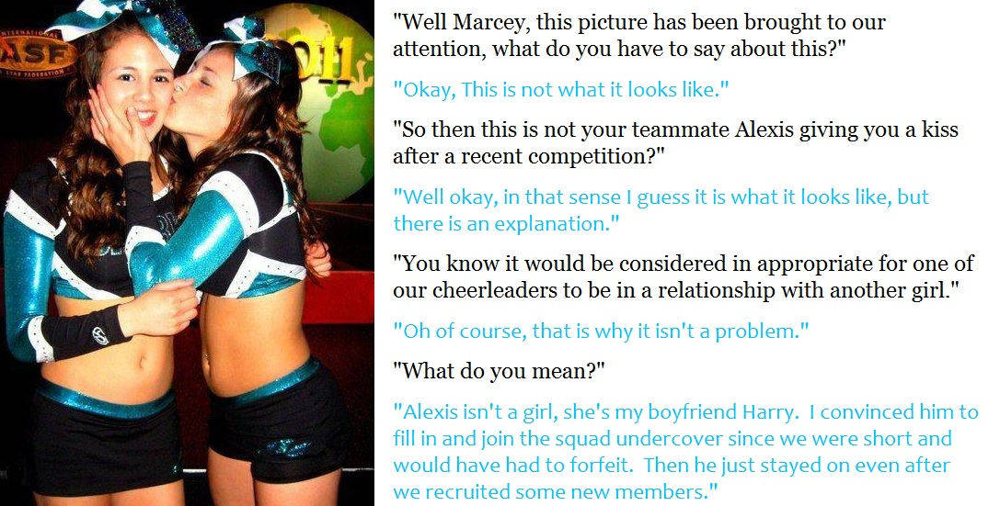 INTERNATIONAL
ASF
STAR FEDERATION
2011
"Well Marcey, this picture has been brought to our
attention, what do you have to say about this?"
"Okay, This is not what it looks like."
"So then this is not your teammate Alexis giving you a kiss
after a recent competition?"
"Well okay, in that sense I guess it is what it looks like, but
there is an explanation."
"You know it would be considered in appropriate for one of
our cheerleaders to be in a relationship with another girl."
"Oh of course, that is why it isn't a problem."
"What do you mean?"
"Alexis isn't a girl, she's my boyfriend Harry.  I convinced him to
fill in and join the squad undercover since we were short and
would have had to forfeit.  Then he just stayed on even after
we recruited some new members."